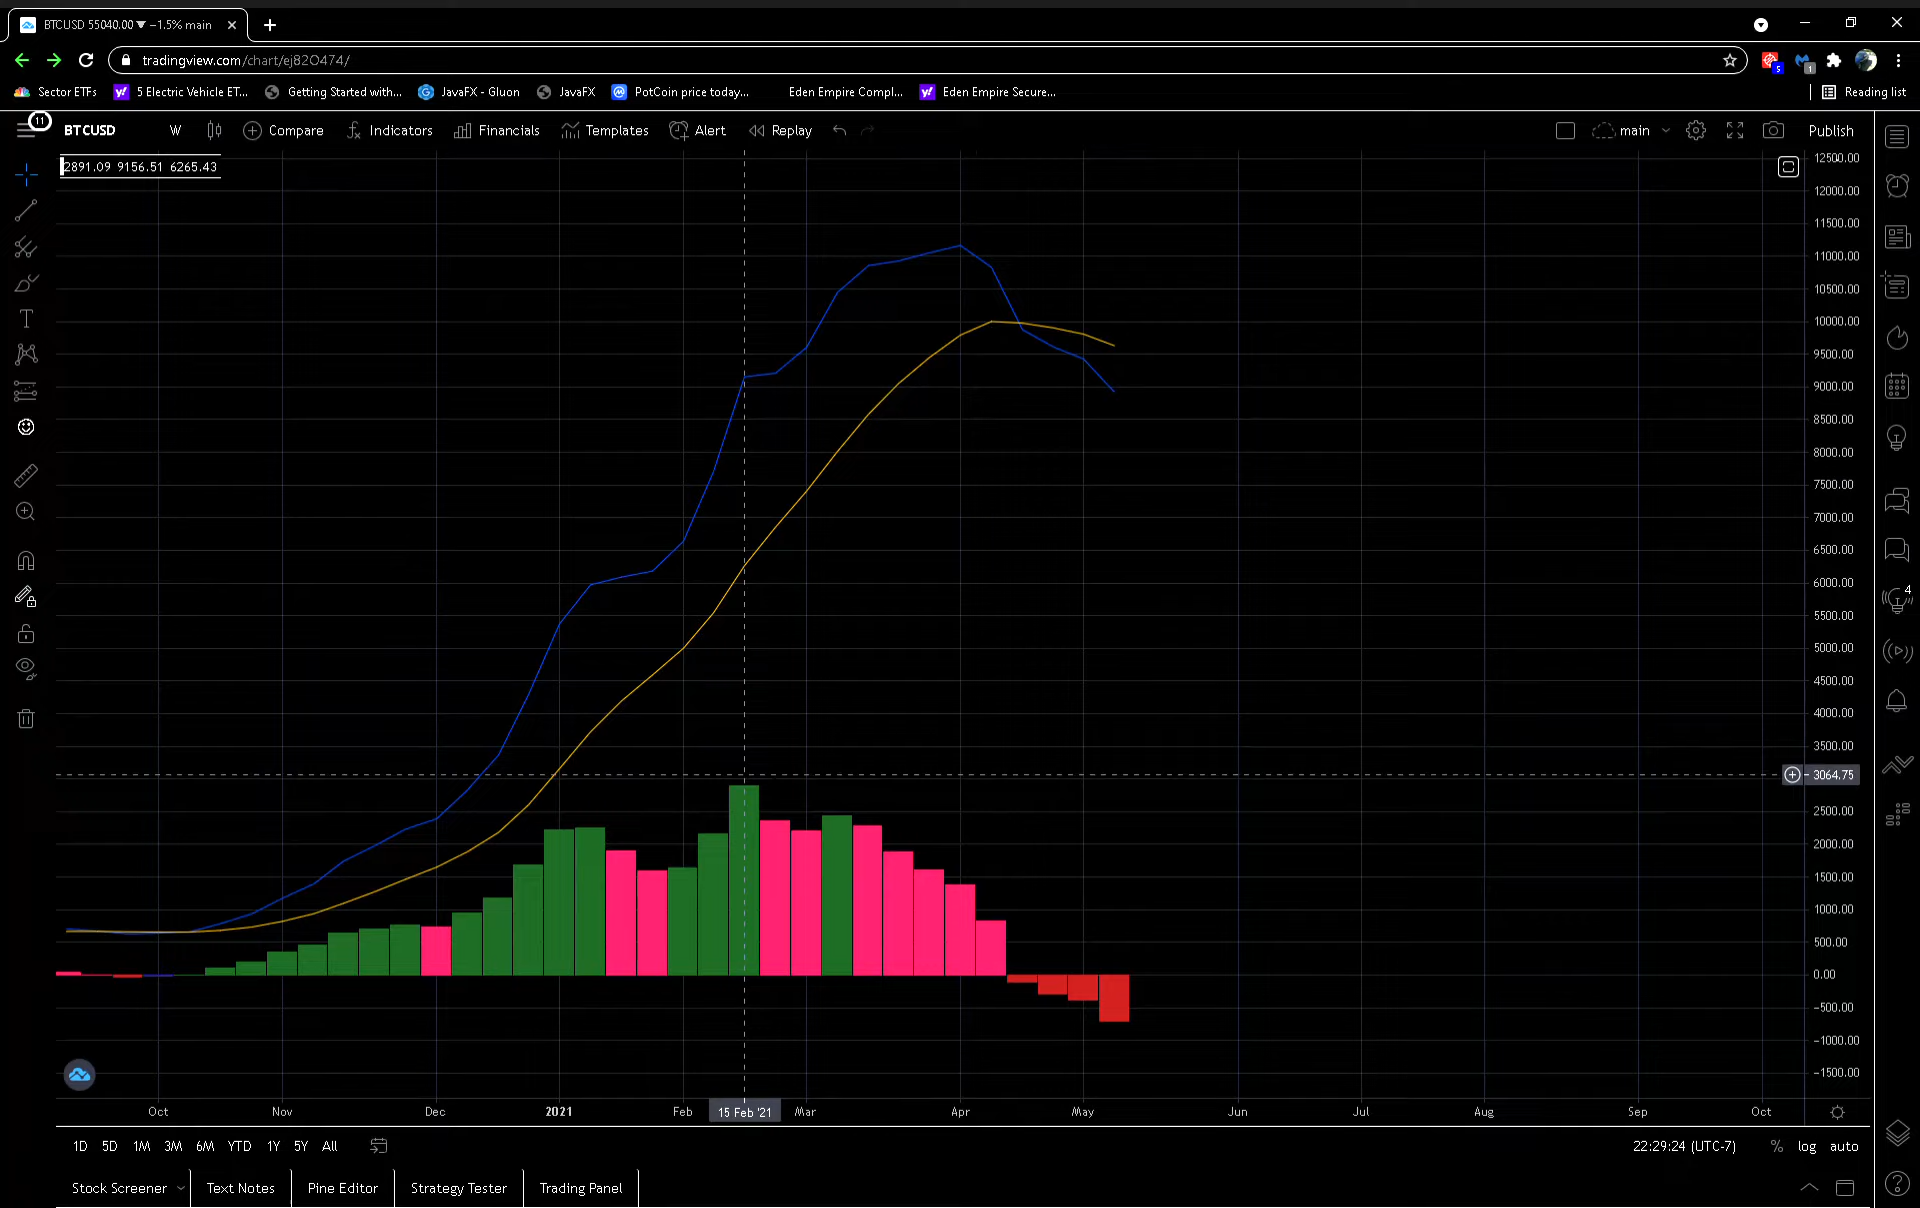 BTCUSD 55040.00 ▼ −1.5% main
tradingview.com/chart/ej82O474/
5
1
Sector ETFs
5 Electric Vehicle ET...
Getting Started with...
JavaFX - Gluon
JavaFX
PotCoin price today...
Eden Empire Compl...
Eden Empire Secure...
Reading list
11
BTCUSD
W
Compare
Indicators
Financials
Templates
Alert
Replay
main
Publish
2891.09 9156.51 6265.43
12500.00
12000.00
11500.00
11000.00
10500.00
10000.00
9500.00
9000.00
8500.00
8000.00
7500.00
7000.00
6500.00
6000.00
5500.00
5000.00
4500.00
4000.00
3500.00
3064.75
2500.00
2000.00
1500.00
1000.00
500.00
0.00
−500.00
−1000.00
−1500.00
4
Oct
Nov
Dec
2021
Feb
15 Feb '21
Mar
Apr
May
Jun
Jul
Aug
Sep
Oct
1D 5D 1M 3M 6M YTD 1Y 5Y All
22:29:24 (UTC-7)
% log auto
Stock Screener
Text Notes
Pine Editor
Strategy Tester
Trading Panel